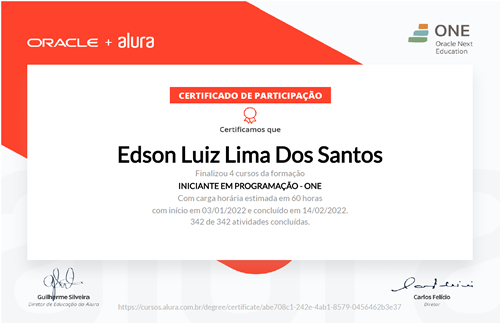 ORACLE + alura
ONE
Oracle Next
Education
CERTIFICADO DE PARTICIPAÇÃO
Certificamos que
Edson Luiz Lima Dos Santos
Finalizou 4 cursos da formação
INICIANTE EM PROGRAMAÇÃO - ONE
Com carga horária estimada em 60 horas
com início em 03/01/2022 e concluído em 14/02/2022.
342 de 342 atividades concluídas.
Guilherme Silveira
Diretor de Educação da Alura
Carlos Felício
Diretor
https://cursos.alura.com.br/degree/certificate/abe708c1-242e-4ab1-8579-0456462b3e37